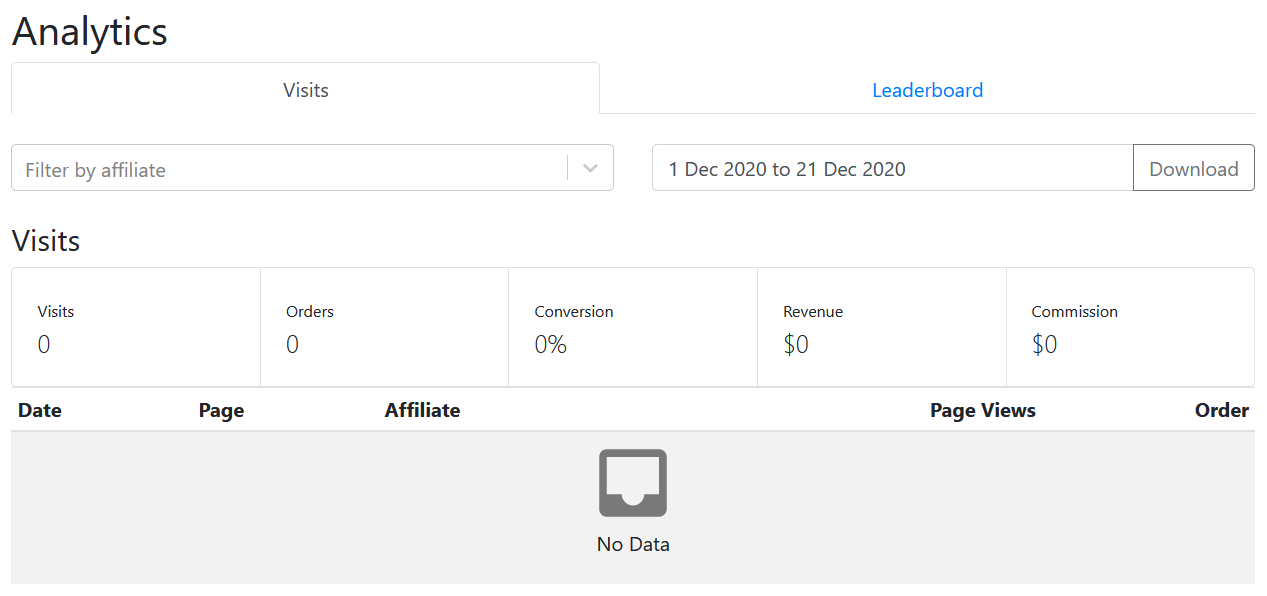 Analytics
Visits Leaderboard
Filter by affiliate 1 Dec 2020 to 21 Dec 2020 Download
Visits
Visits Orders Conversion Revenue Commission
0 0 0% $0 $0
Date Page Affiliate Page Views Order
No Data